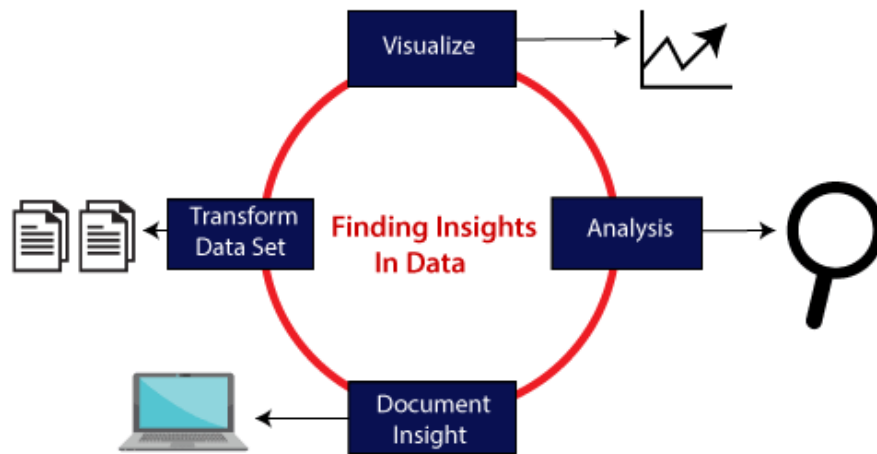 Visualize
Transform
Data Set
Finding Insights
In Data
Analysis
Document
Insight